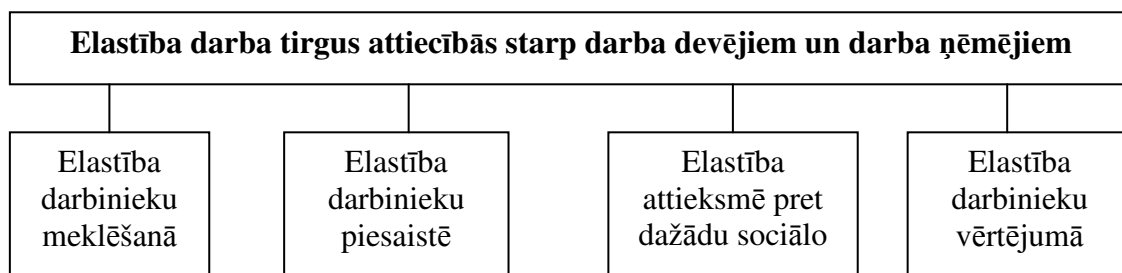 Elastība darba tirgus attiecībās starp darba devējiem un darba ņēmējiem
Elastība
darbinieku
meklēšanā
Elastība
darbinieku
piesaistē
Elastība
attieksmē pret
dažādu sociālo
Elastība
darbinieku
vērtējumā